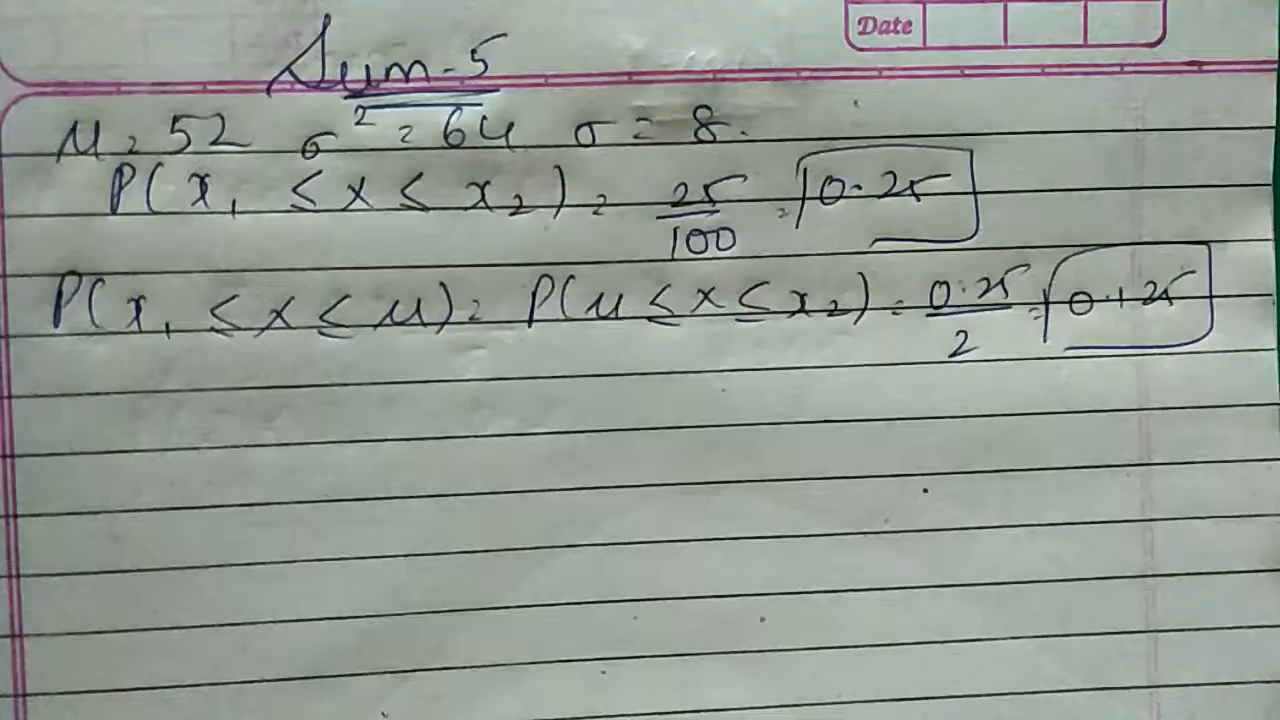 Date
Sum-5
μ = 52 σ² = 64 σ = 8.
P(x₁ ≤ x ≤ x₂) = 25/100 = 0.25
P(x₁ ≤ x ≤ μ) = P(μ ≤ x ≤ x₂) = 0.25/2 = 0.125